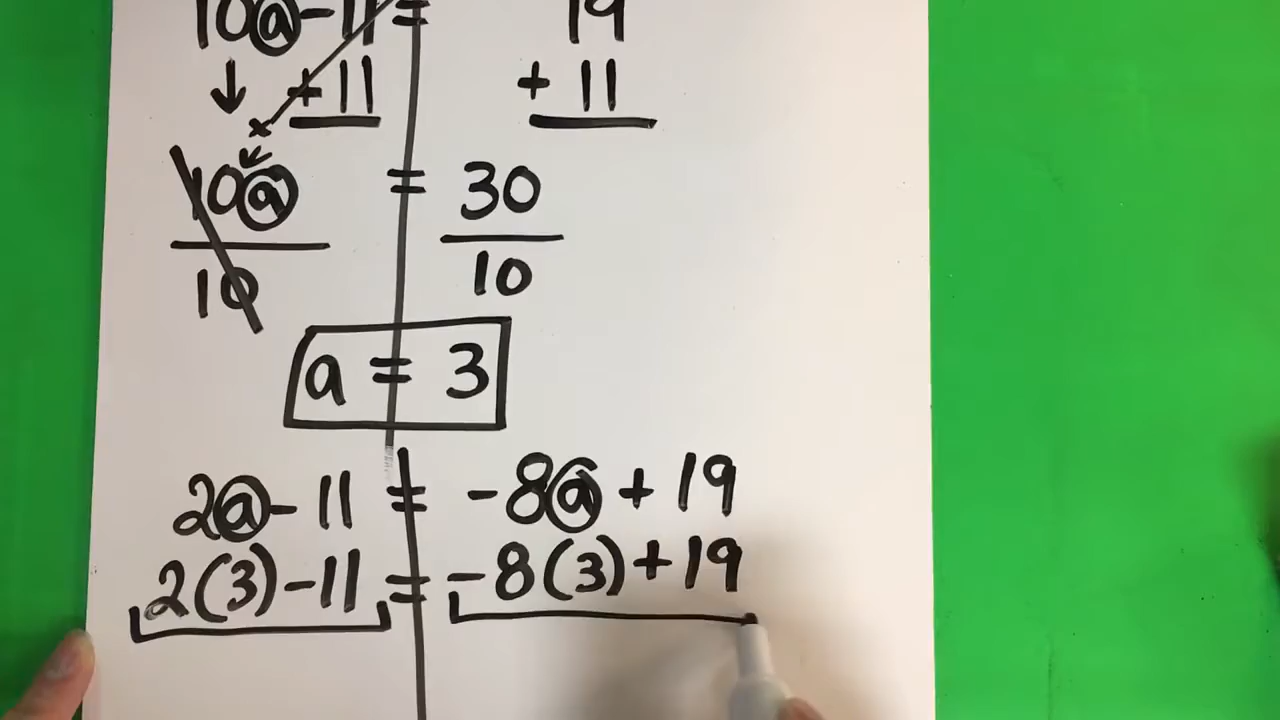 10a - 11 = 19
+ 11 + 11
10a = 30
10 10
a = 3
2a - 11 = -8a + 19
2(3) - 11 = -8(3) + 19